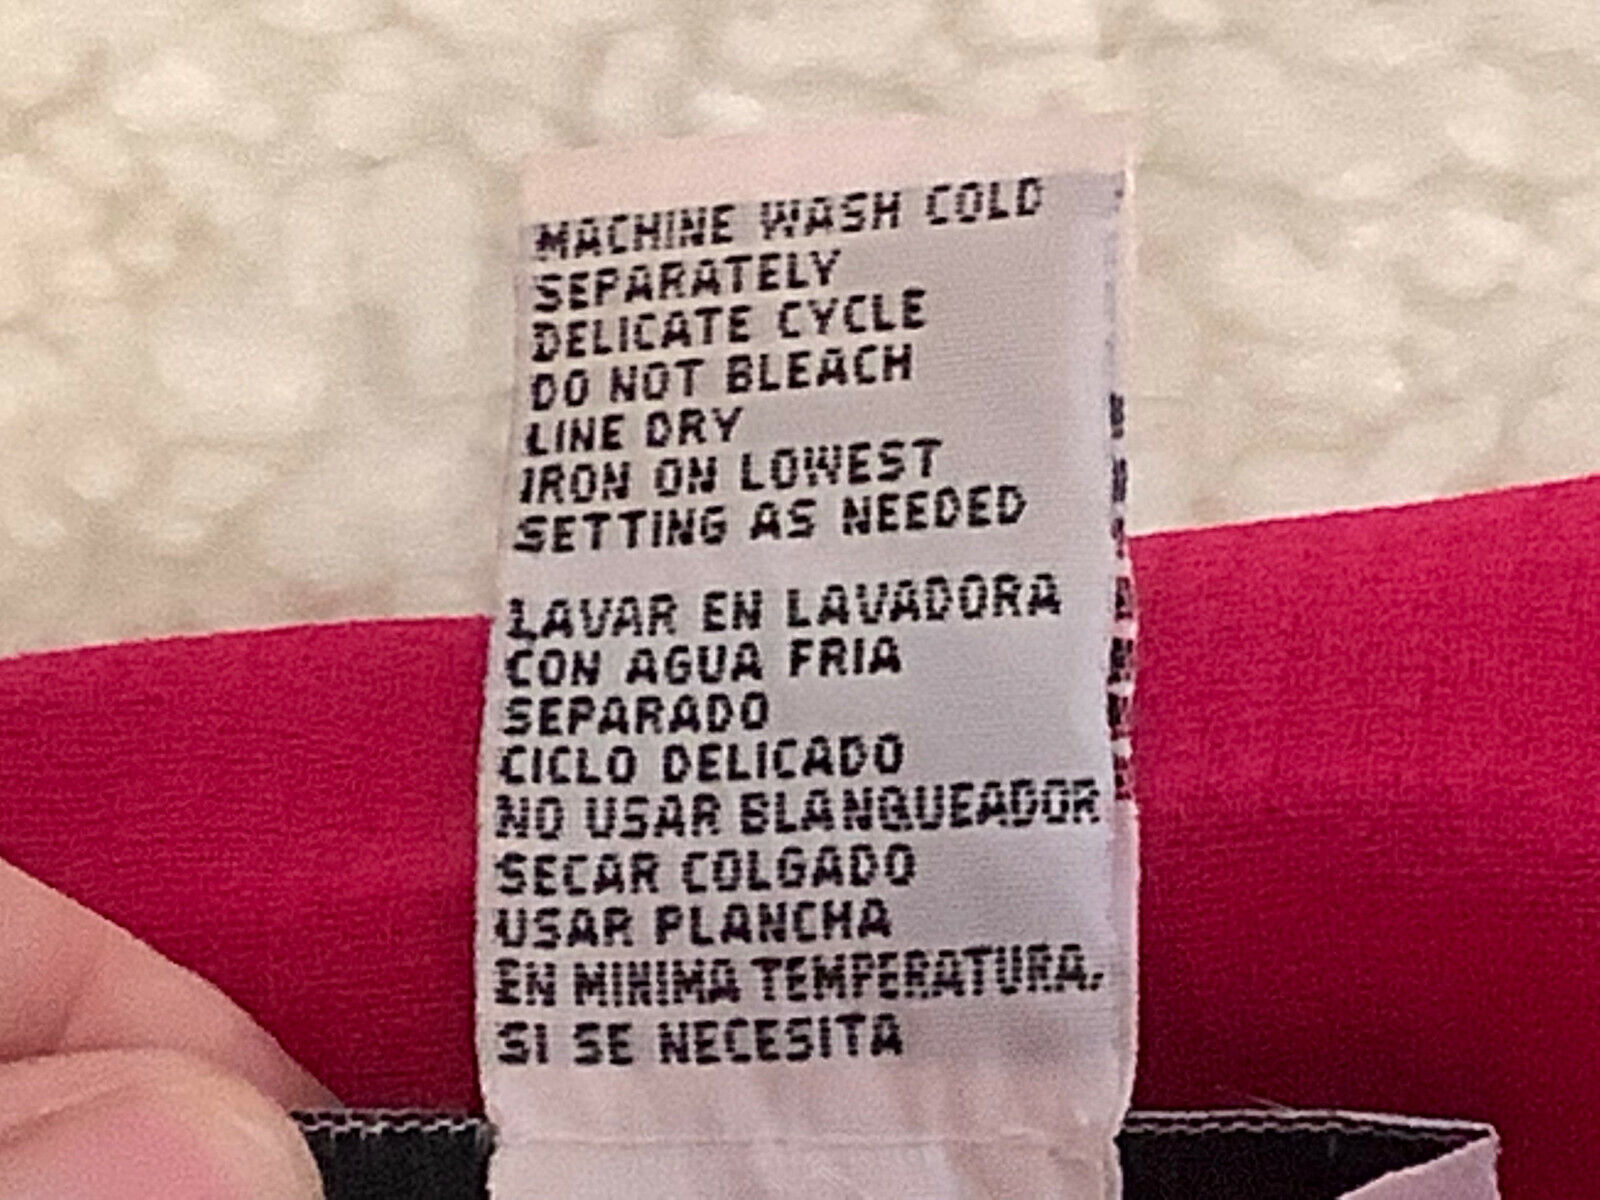 MACHINE WASH COLD
SEPARATELY
DELICATE CYCLE
DO NOT BLEACH
LINE DRY
IRON ON LOWEST
SETTING AS NEEDED
LAVAR EN LAVADORA
CON AGUA FRIA
SEPARADO
CICLO DELICADO
NO USAR BLANQUEADOR
SECAR COLGADO
USAR PLANCHA
EN MINIMA TEMPERATURA,
SI SE NECESITA